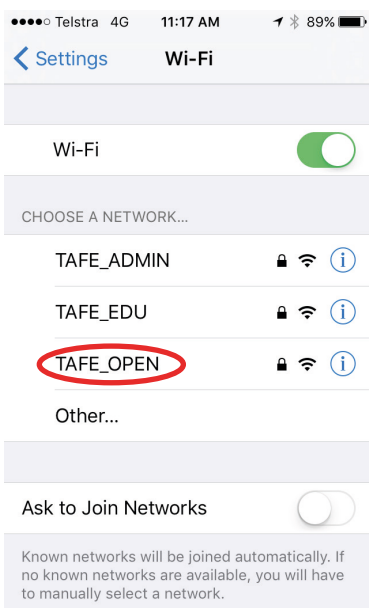 Telstra 4G 11:17 AM 89%
Settings Wi-Fi
Wi-Fi
CHOOSE A NETWORK...
TAFE_ADMIN
TAFE_EDU
TAFE_OPEN
Other...
Ask to Join Networks
Known networks will be joined automatically. If
no known networks are available, you will have
to manually select a network.